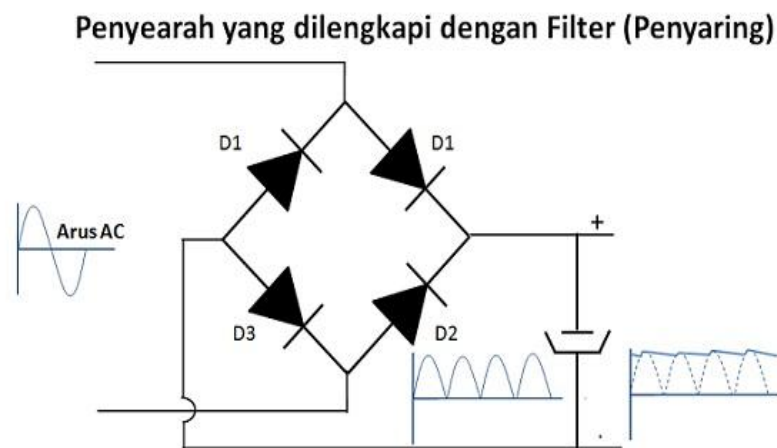 Penyearah yang dilengkapi dengan Filter (Penyaring)
D1
D1
Arus AC
+
D3
D2